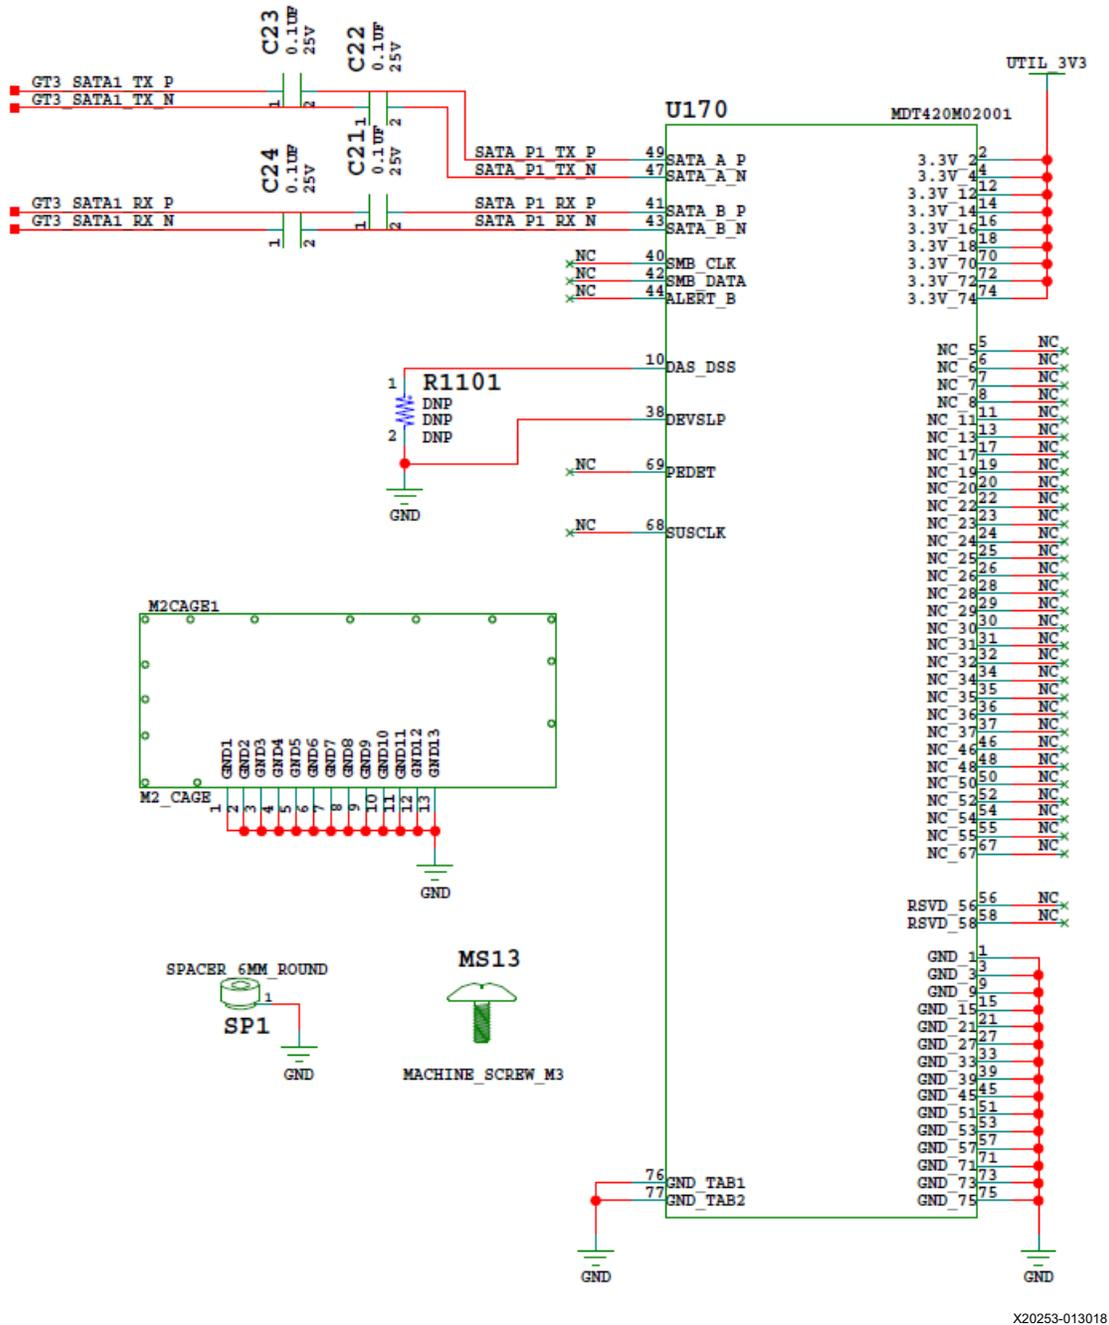 C23
0.1UF
25V
C22
0.1UF
25V
UTIL_3V3
GT3_SATA1_TX_P
GT3_SATA1_TX_N
1
2
1
2
U170
MDT420M02001
C24
0.1UF
25V
C21
0.1UF
25V
SATA_P1_TX_P 49 SATA_A_P
SATA_P1_TX_N 47 SATA_A_N
GT3_SATA1_RX_P
GT3_SATA1_RX_N
1
2
1
2
SATA_P1_RX_P 41 SATA_B_P
SATA_P1_RX_N 43 SATA_B_N
NC 40 SMB_CLK
NC 42 SMB_DATA
NC 44 ALERT_B
3.3V_2 2
3.3V_4 4
3.3V_12 12
3.3V_14 14
3.3V_16 16
3.3V_18 18
3.3V_70 70
3.3V_72 72
3.3V_74 74
10 DAS_DSS
1
R1101
DNP
DNP
2 DNP
38 DEVSLP
GND
NC 69 PEDET
NC 68 SUSCLK
NC_5 5 NC
NC_6 6 NC
NC_7 7 NC
NC_8 8 NC
NC_11 11 NC
NC_13 13 NC
NC_17 17 NC
NC_19 19 NC
NC_20 20 NC
NC_22 22 NC
NC_23 23 NC
NC_24 24 NC
NC_25 25 NC
NC_26 26 NC
NC_28 28 NC
NC_29 29 NC
NC_30 30 NC
NC_31 31 NC
NC_32 32 NC
NC_34 34 NC
NC_35 35 NC
NC_36 36 NC
NC_37 37 NC
NC_46 46 NC
NC_48 48 NC
NC_50 50 NC
NC_52 52 NC
NC_54 54 NC
NC_55 55 NC
NC_67 67 NC
RSVD_56 56 NC
RSVD_58 58 NC
M2CAGE1
GND1
GND2
GND3
GND4
GND5
GND6
GND7
GND8
GND9
GND10
GND11
GND12
GND13
M2_CAGE
1
2
3
4
5
6
7
8
9
10
11
12
13
GND
SPACER_6MM_ROUND
1
SP1
GND
MS13
MACHINE_SCREW_M3
GND_1 1
GND_3 3
GND_9 9
GND_15 15
GND_21 21
GND_27 27
GND_33 33
GND_39 39
GND_45 45
GND_51 51
GND_53 53
GND_57 57
GND_71 71
GND_73 73
GND_75 75
76 GND_TAB1
77 GND_TAB2
GND
GND
X20253-013018